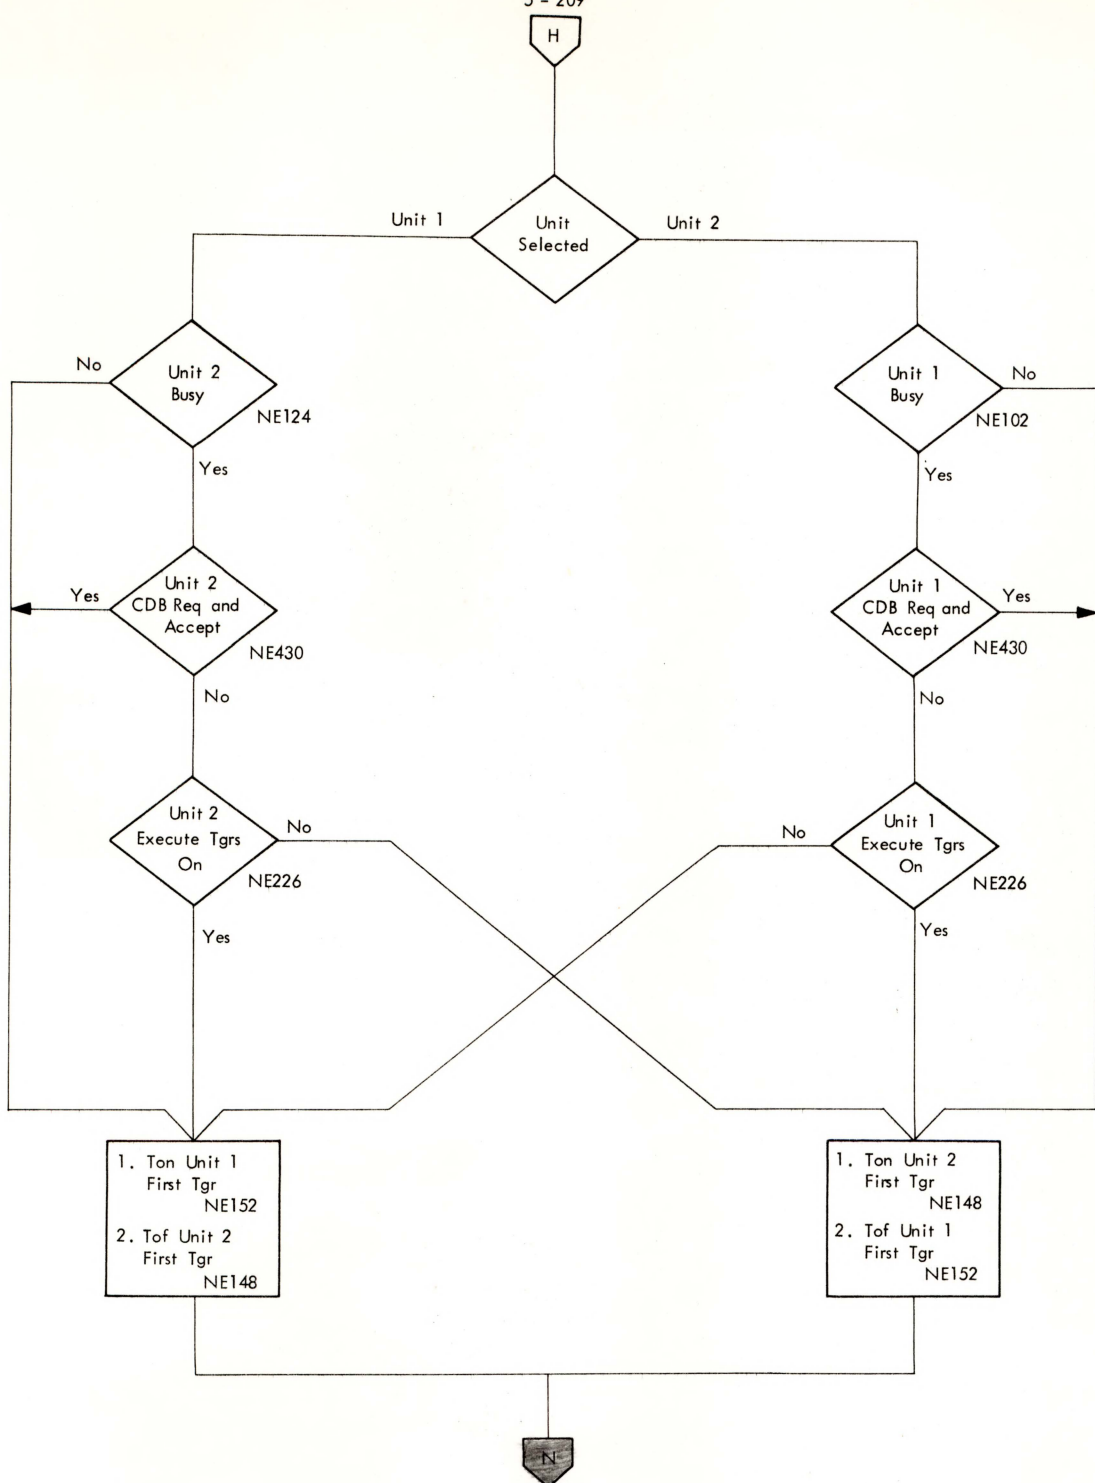 5 - 209
H
Unit
Selected
Unit 1
Unit 2
No
Unit 2
Busy
NE124
Yes
Unit 1
Busy
No
NE102
Yes
Yes
Unit 2
CDB Req and
Accept
NE430
No
Unit 1
CDB Req and
Accept
Yes
NE430
No
Unit 2
Execute Tgrs
On
No
NE226
Yes
No
Unit 1
Execute Tgrs
On
NE226
Yes
1. Ton Unit 1
First Tgr
NE152
2. Tof Unit 2
First Tgr
NE148
1. Ton Unit 2
First Tgr
NE148
2. Tof Unit 1
First Tgr
NE152
N